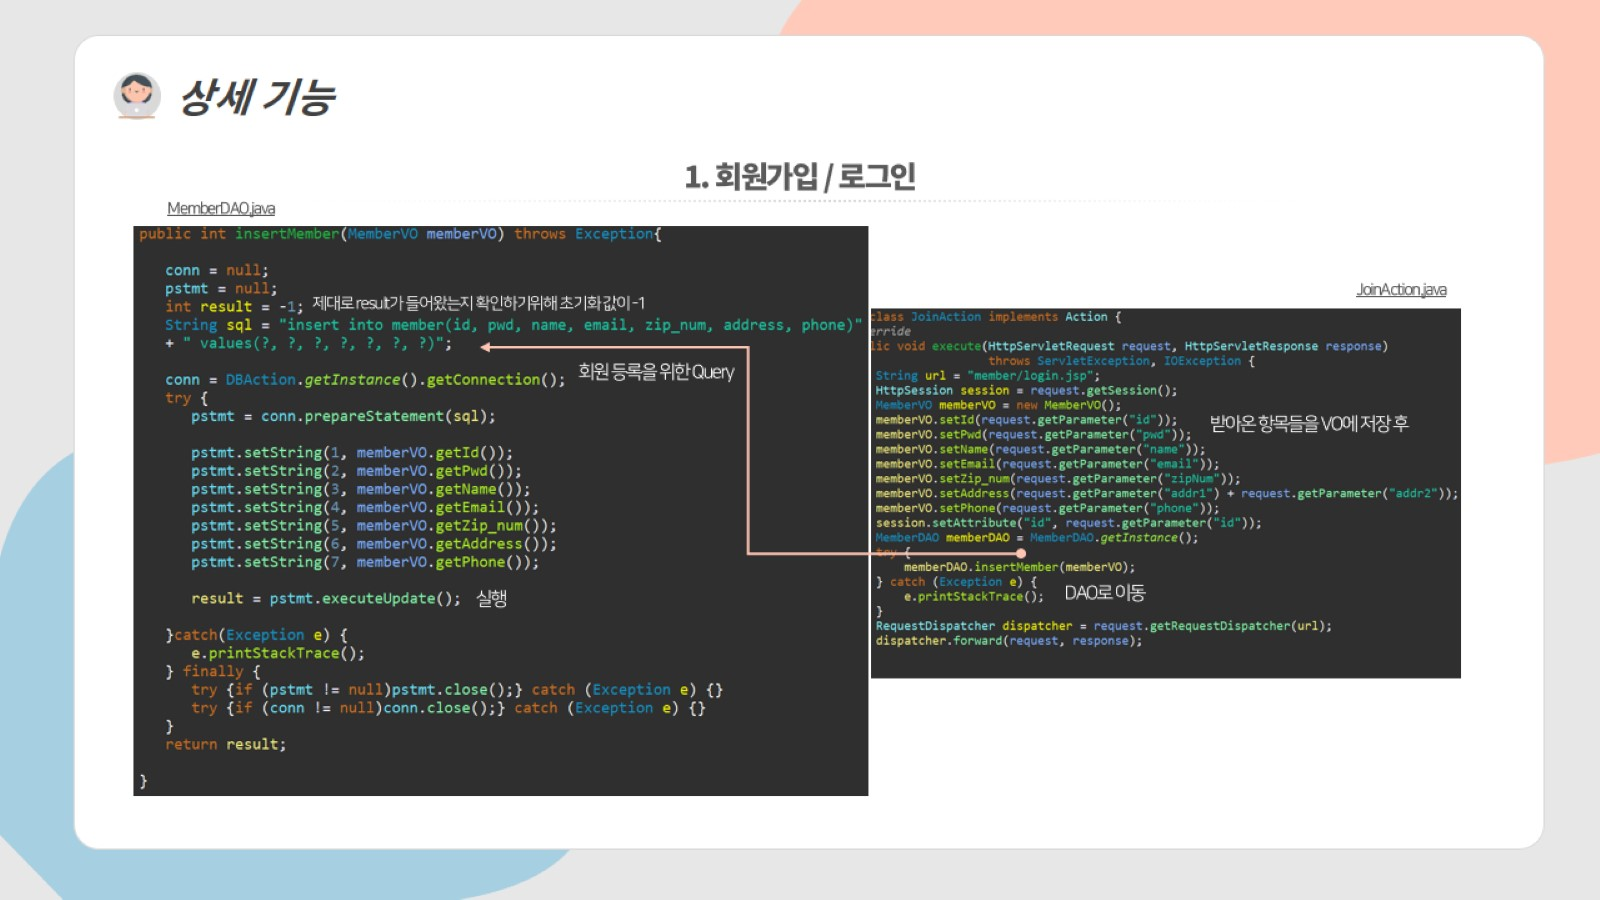 상세 기능
1. 회원가입 / 로그인
MemberDAO.java
public int insertMember(MemberVO memberVO) throws Exception{
conn = null;
pstmt = null;
int result = -1; 제대로 result가 들어왔는지 확인하기위해 초기화 값이 -1
String sql = "insert into member(id, pwd, name, email, zip_num, address, phone)"
+ " values(?, ?, ?, ?, ?, ?, ?)";
회원 등록을 위한 Query
conn = DBAction.getInstance().getConnection();
try {
pstmt = conn.prepareStatement(sql);
pstmt.setString(1, memberVO.getId());
pstmt.setString(2, memberVO.getPwd());
pstmt.setString(3, memberVO.getName());
pstmt.setString(4, memberVO.getEmail());
pstmt.setString(5, memberVO.getZip_num());
pstmt.setString(6, memberVO.getAddress());
pstmt.setString(7, memberVO.getPhone());
result = pstmt.executeUpdate(); 실행
}catch(Exception e) {
e.printStackTrace();
} finally {
try {if (pstmt != null)pstmt.close();} catch (Exception e) {}
try {if (conn != null)conn.close();} catch (Exception e) {}
}
return result;
}
JoinAction.java
class JoinAction implements Action {
erride
lic void execute(HttpServletRequest request, HttpServletResponse response)
throws ServletException, IOException {
String url = "member/login.jsp";
HttpSession session = request.getSession();
MemberVO memberVO = new MemberVO();
memberVO.setId(request.getParameter("id"));
받아온 항목들을 VO에 저장 후
memberVO.setPwd(request.getParameter("pwd"));
memberVO.setName(request.getParameter("name"));
memberVO.setEmail(request.getParameter("email"));
memberVO.setZip_num(request.getParameter("zipNum"));
memberVO.setAddress(request.getParameter("addr1") + request.getParameter("addr2"));
memberVO.setPhone(request.getParameter("phone"));
session.setAttribute("id", request.getParameter("id"));
MemberDAO memberDAO = MemberDAO.getInstance();
try {
memberDAO.insertMember(memberVO);
} catch (Exception e) {
e.printStackTrace(); DAO로 이동
}
RequestDispatcher dispatcher = request.getRequestDispatcher(url);
dispatcher.forward(request, response);